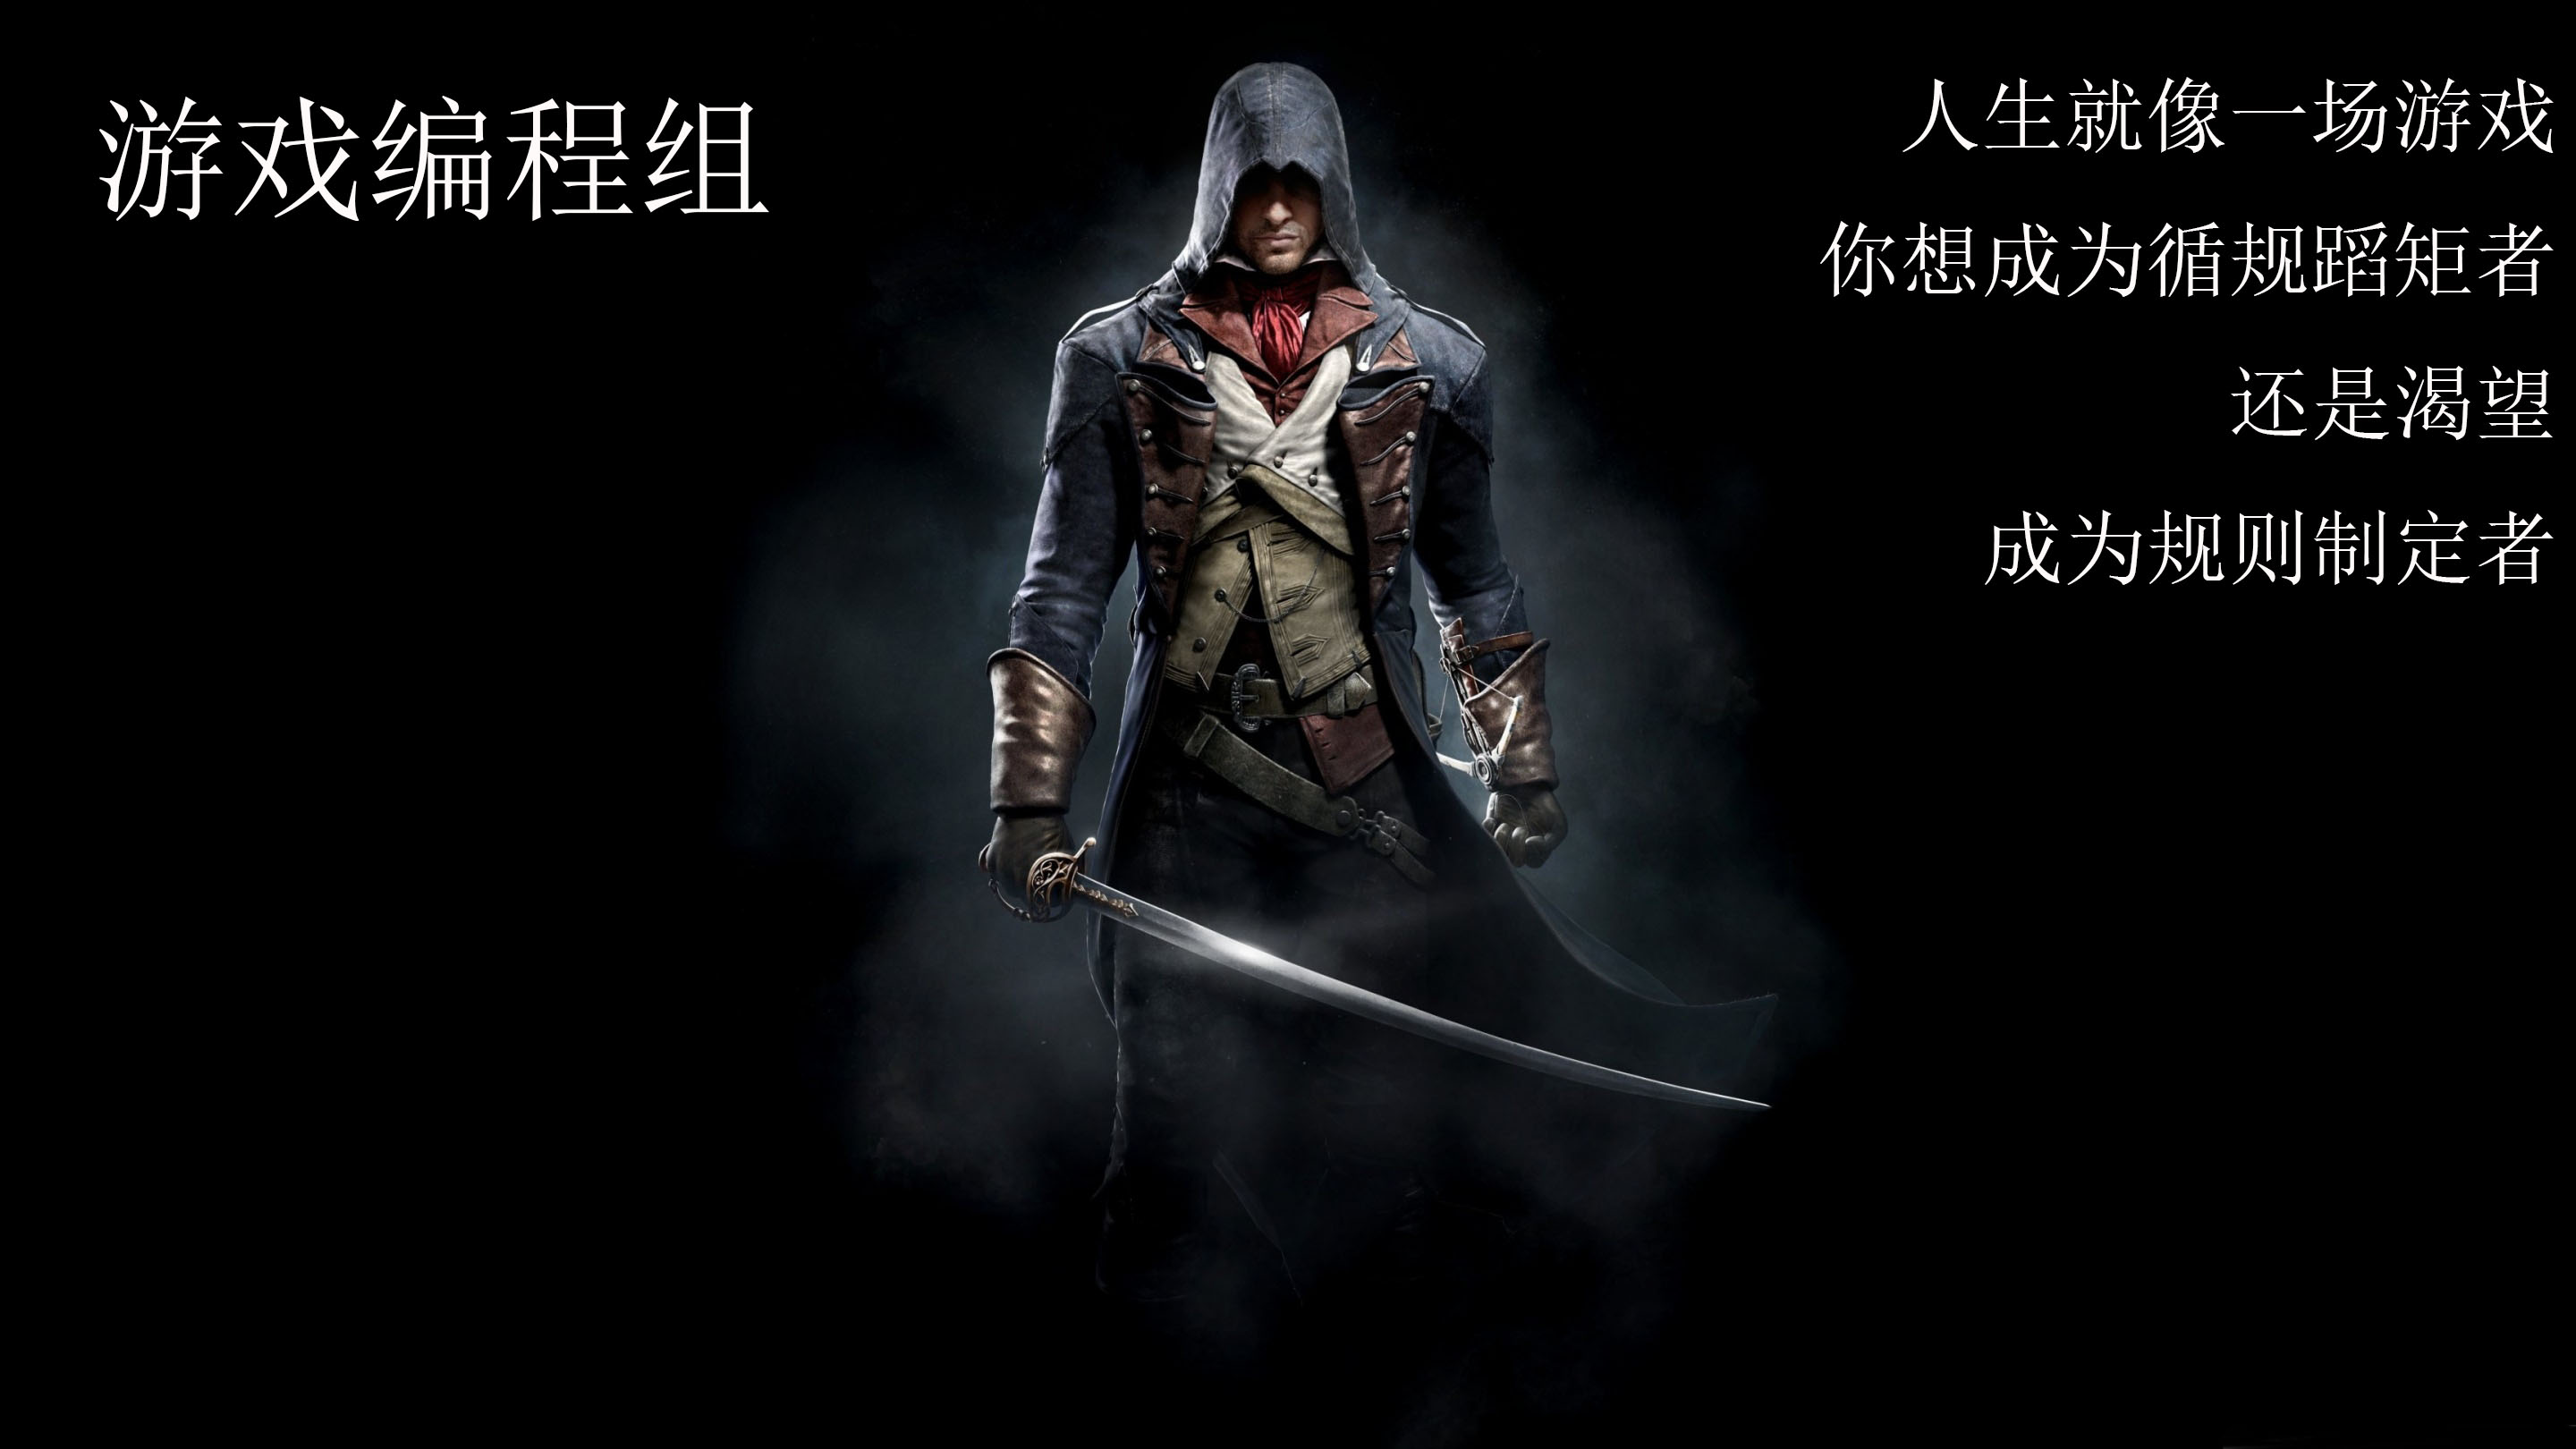 游戏编程组
人生就像一场游戏
你想成为循规蹈矩者
还是渴望
成为规则制定者